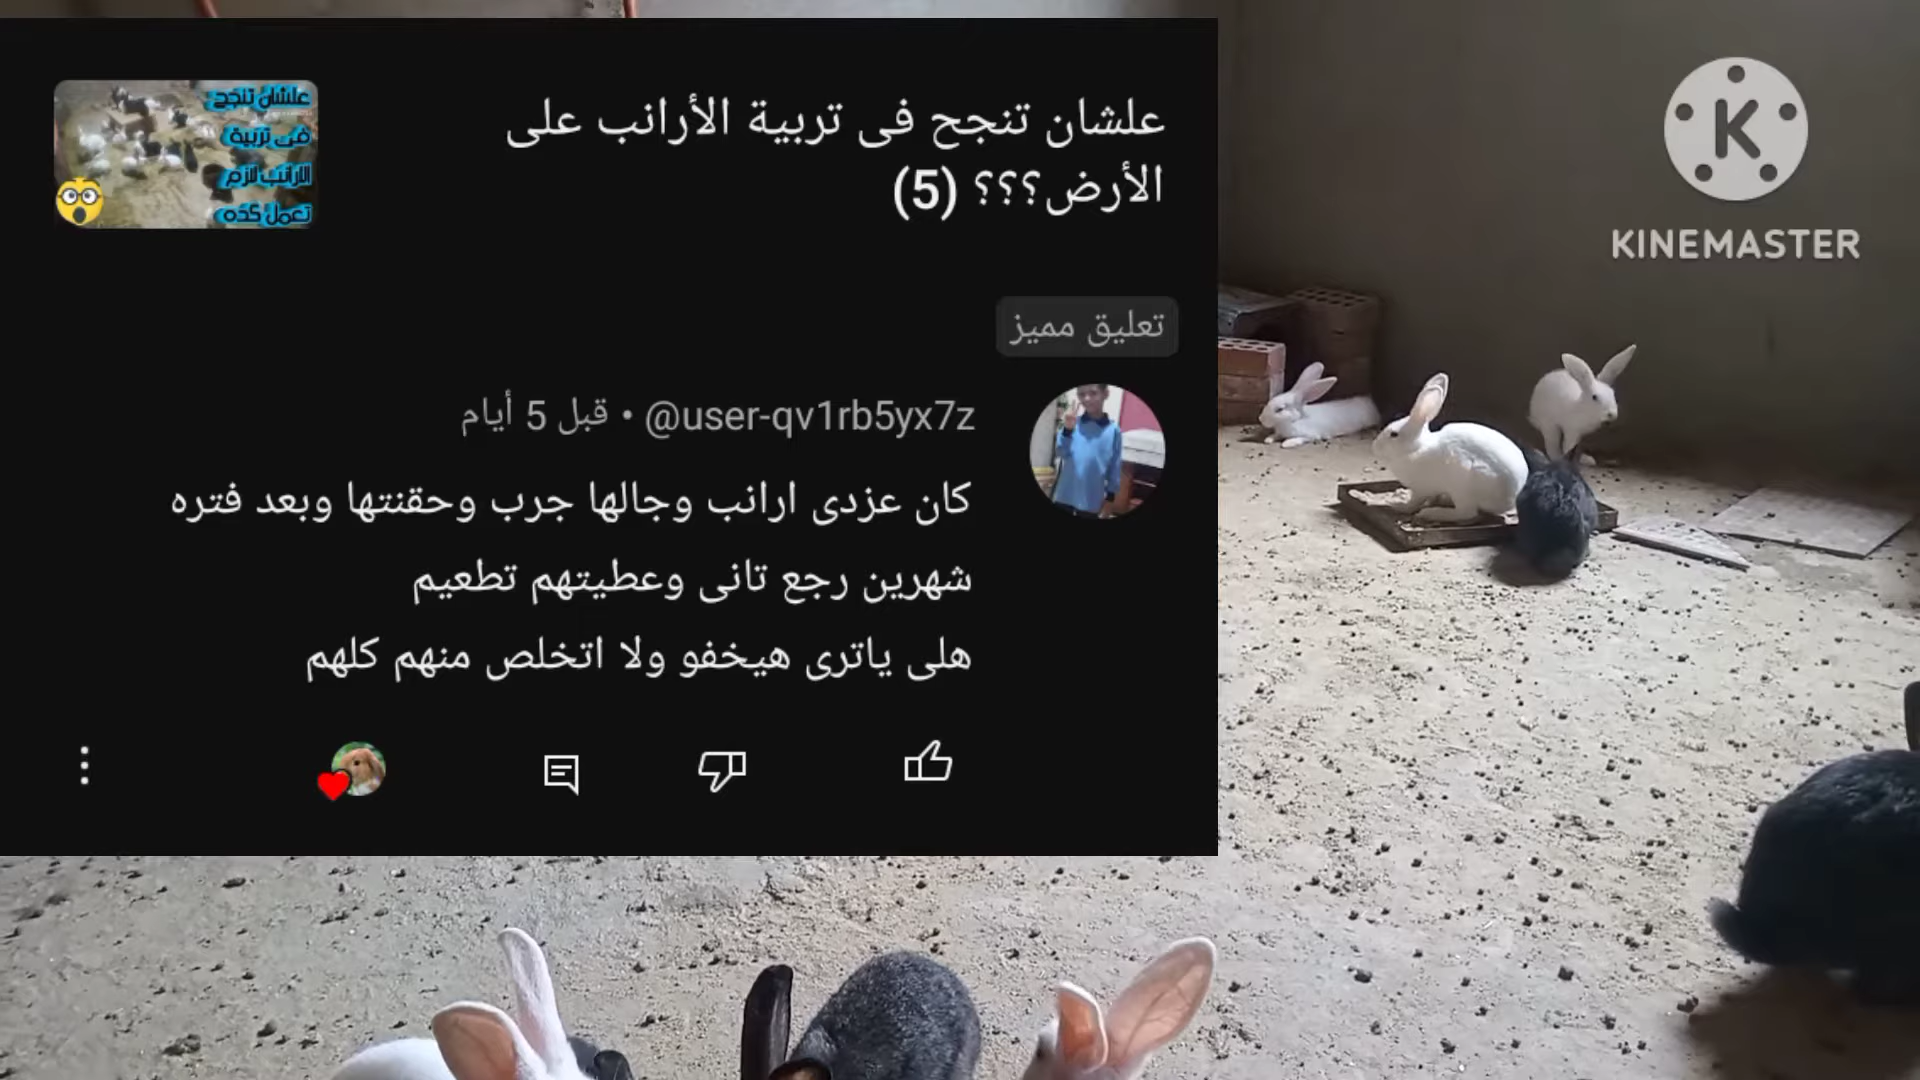 علشان تنجح فى تربية الأرانب على
الأرض؟؟؟ (5)
علشان تنجح
فى تربية
الارانب لازم
تعمل كده
تعليق مميز
@user-qv1rb5yx7z • قبل 5 أيام
كان عزدى ارانب وجالها جرب وحقنتها وبعد فتره
شهرين رجع تانى وعطيتهم تطعيم
هلى ياترى هيخفو ولا اتخلص منهم كلهم
K
KINEMASTER